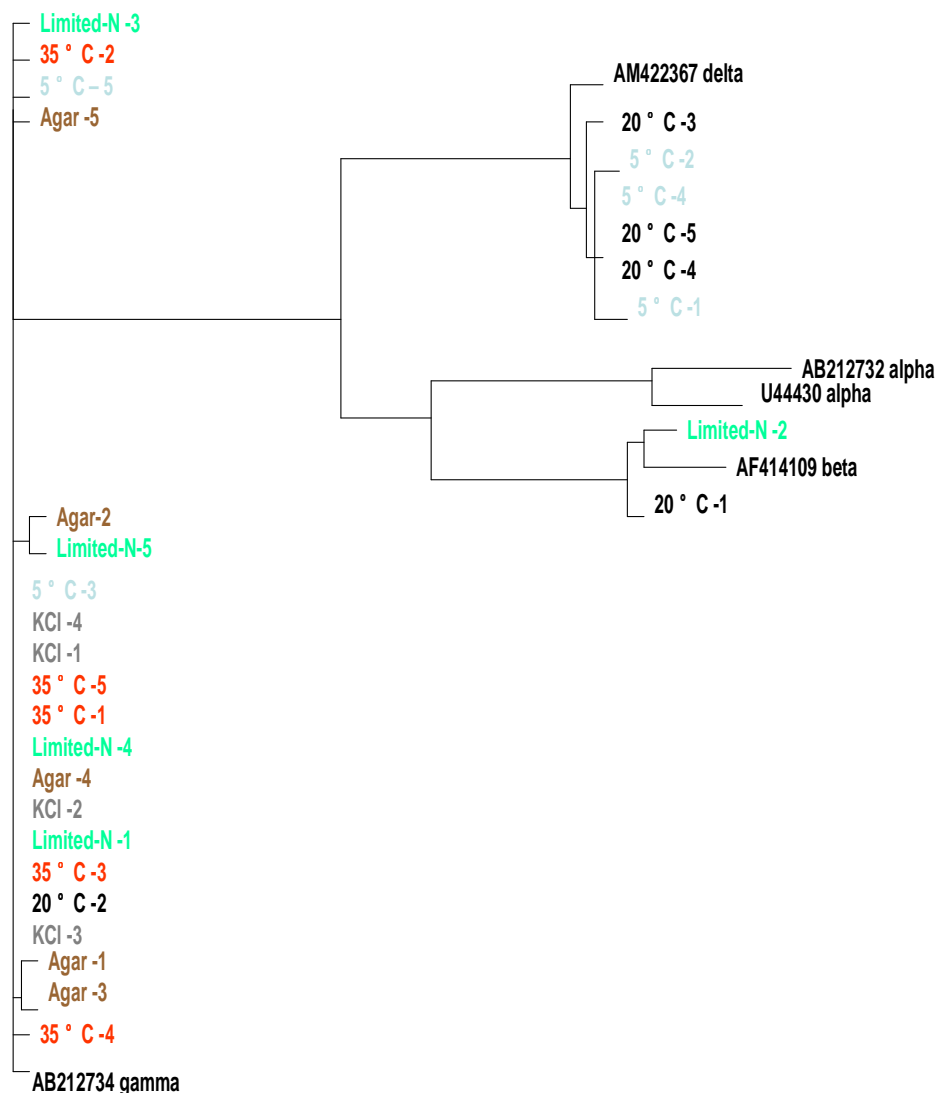 Limited-N -3
35 ° C -2
5 ° C – 5
Agar -5
AM422367 delta
20 ° C -3
5 ° C -2
5 ° C -4
20 ° C -5
20 ° C -4
5 ° C -1
AB212732 alpha
U44430 alpha
Limited-N -2
AF414109 beta
20 ° C -1
Agar-2
Limited-N-5
5 ° C -3
KCl -4
KCl -1
35 ° C -5
35 ° C -1
Limited-N -4
Agar -4
KCl -2
Limited-N -1
35 ° C -3
20 ° C -2
KCl -3
Agar -1
Agar -3
35 ° C -4
AB212734 gamma